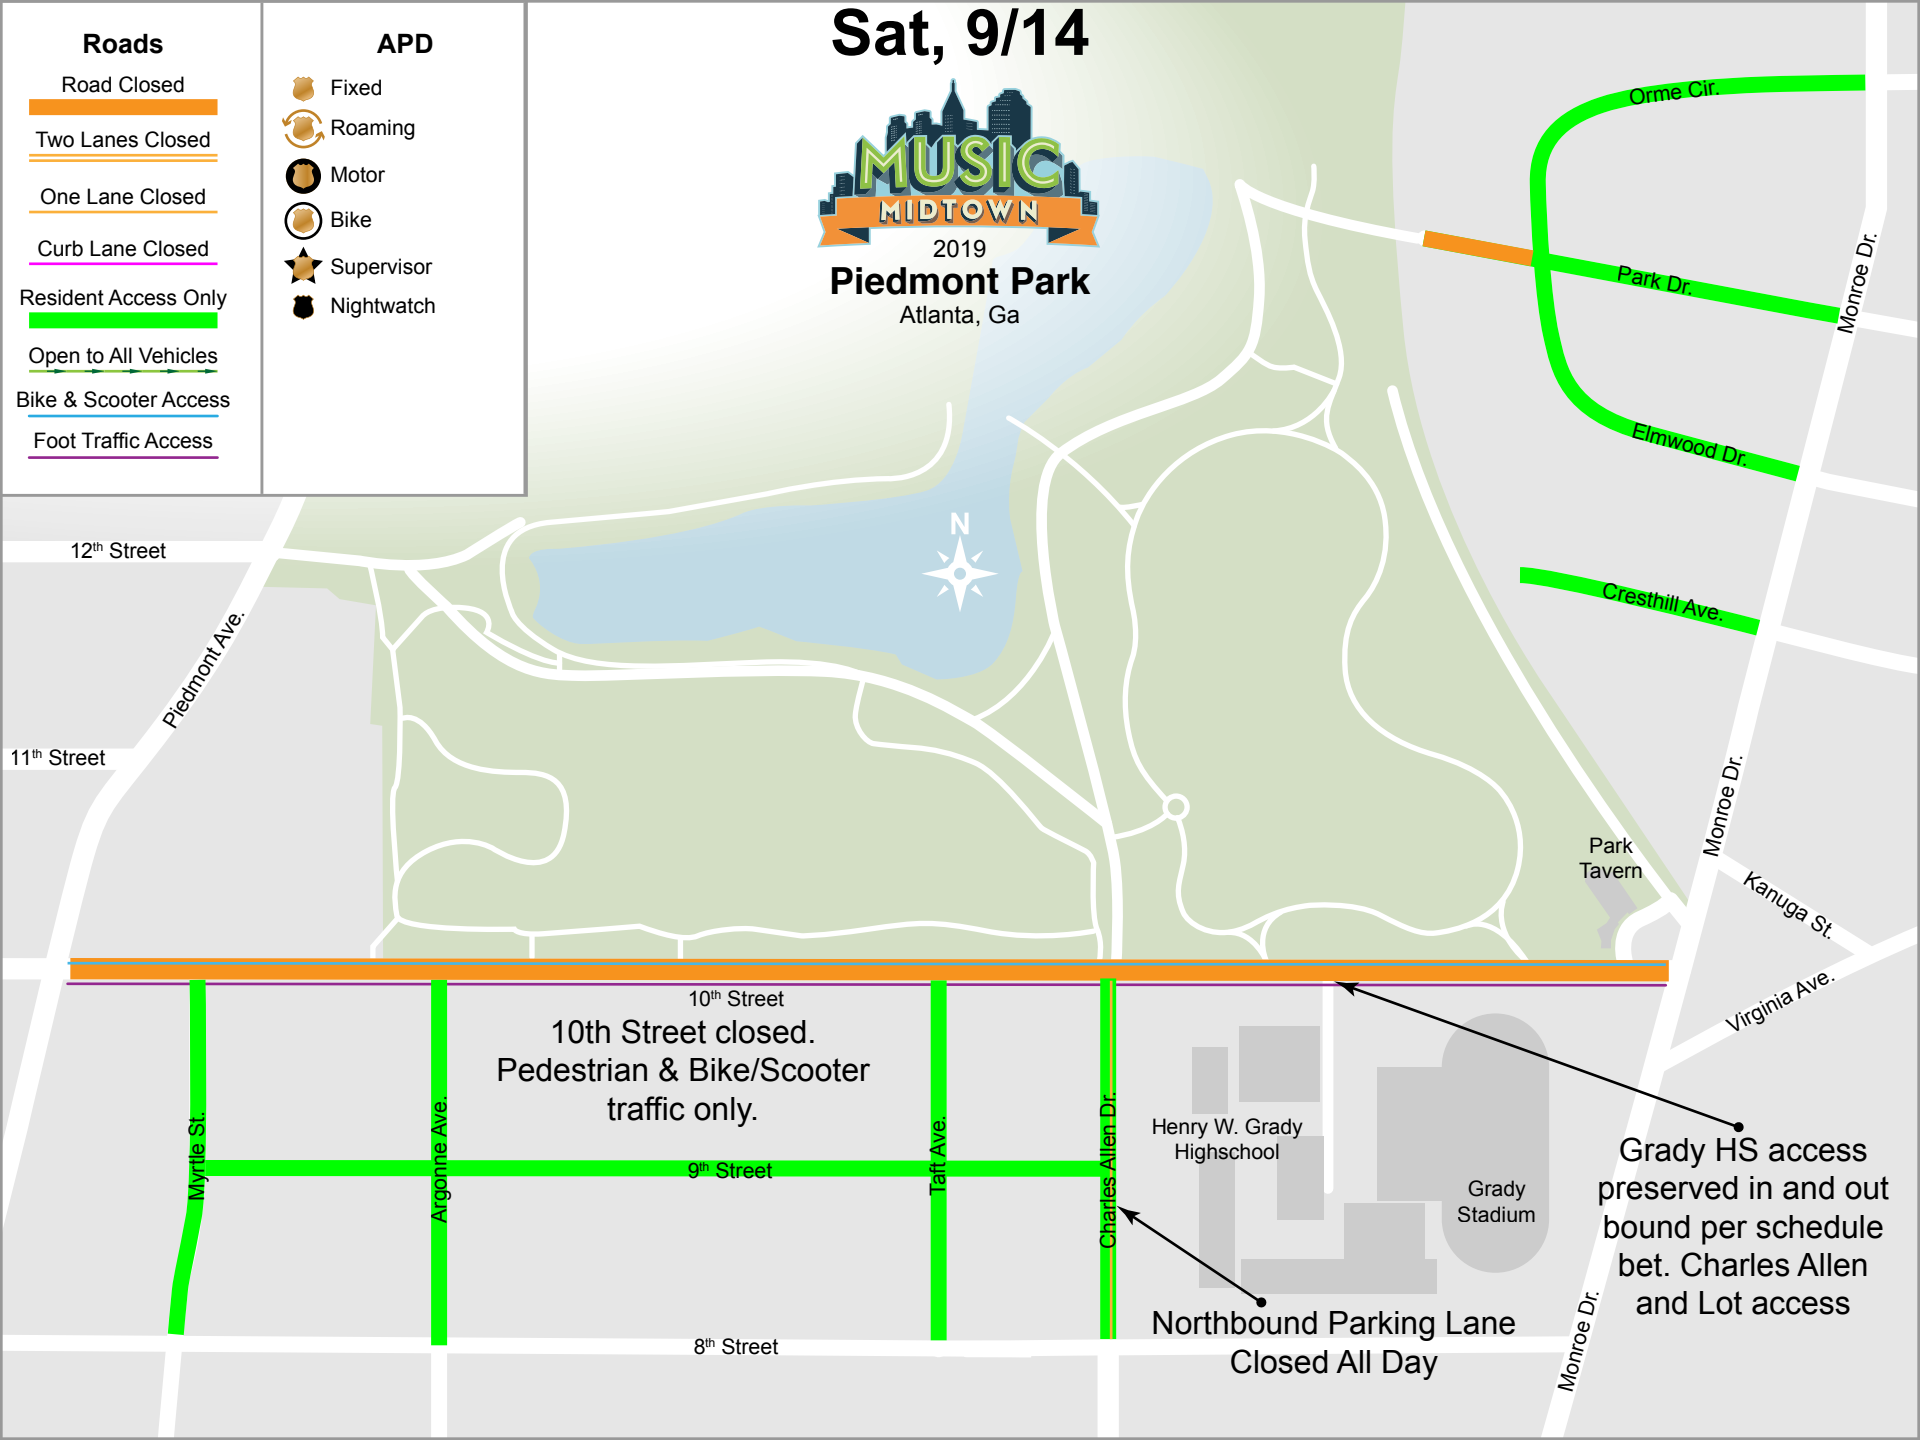 Roads
Road Closed
Two Lanes Closed
One Lane Closed
Curb Lane Closed
Resident Access Only
Open to All Vehicles
Bike & Scooter Access
Foot Traffic Access
APD
Fixed
Roaming
Motor
Bike
Supervisor
Nightwatch
Sat, 9/14
MUSIC
MIDTOWN
2019
Piedmont Park
Atlanta, Ga
N
Orme Cir.
Park Dr.
Monroe Dr.
Elmwood Dr.
Cresthill Ave.
12th Street
Piedmont Ave.
11th Street
Monroe Dr.
Park
Tavern
Kanuga St.
Virginia Ave.
10th Street
10th Street closed.
Pedestrian & Bike/Scooter
traffic only.
Myrtle St.
Argonne Ave.
9th Street
Taft Ave.
Charles Allen Dr.
Henry W. Grady
Highschool
Grady
Stadium
Grady HS access
preserved in and out
bound per schedule
bet. Charles Allen
and Lot access
Northbound Parking Lane
Closed All Day
8th Street
Monroe Dr.